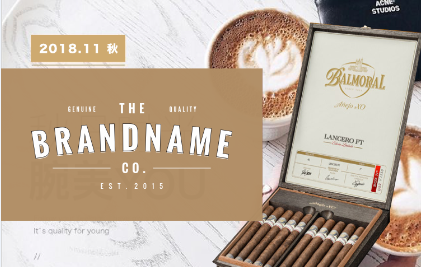 2018.11 秋
GENUINE THE QUALITY
BRANDNAME
CO.
EST. 2015
It's quality for young
//
ACNE
STUDIOS
BALMORAL
Añejo XO
LANCERO FT